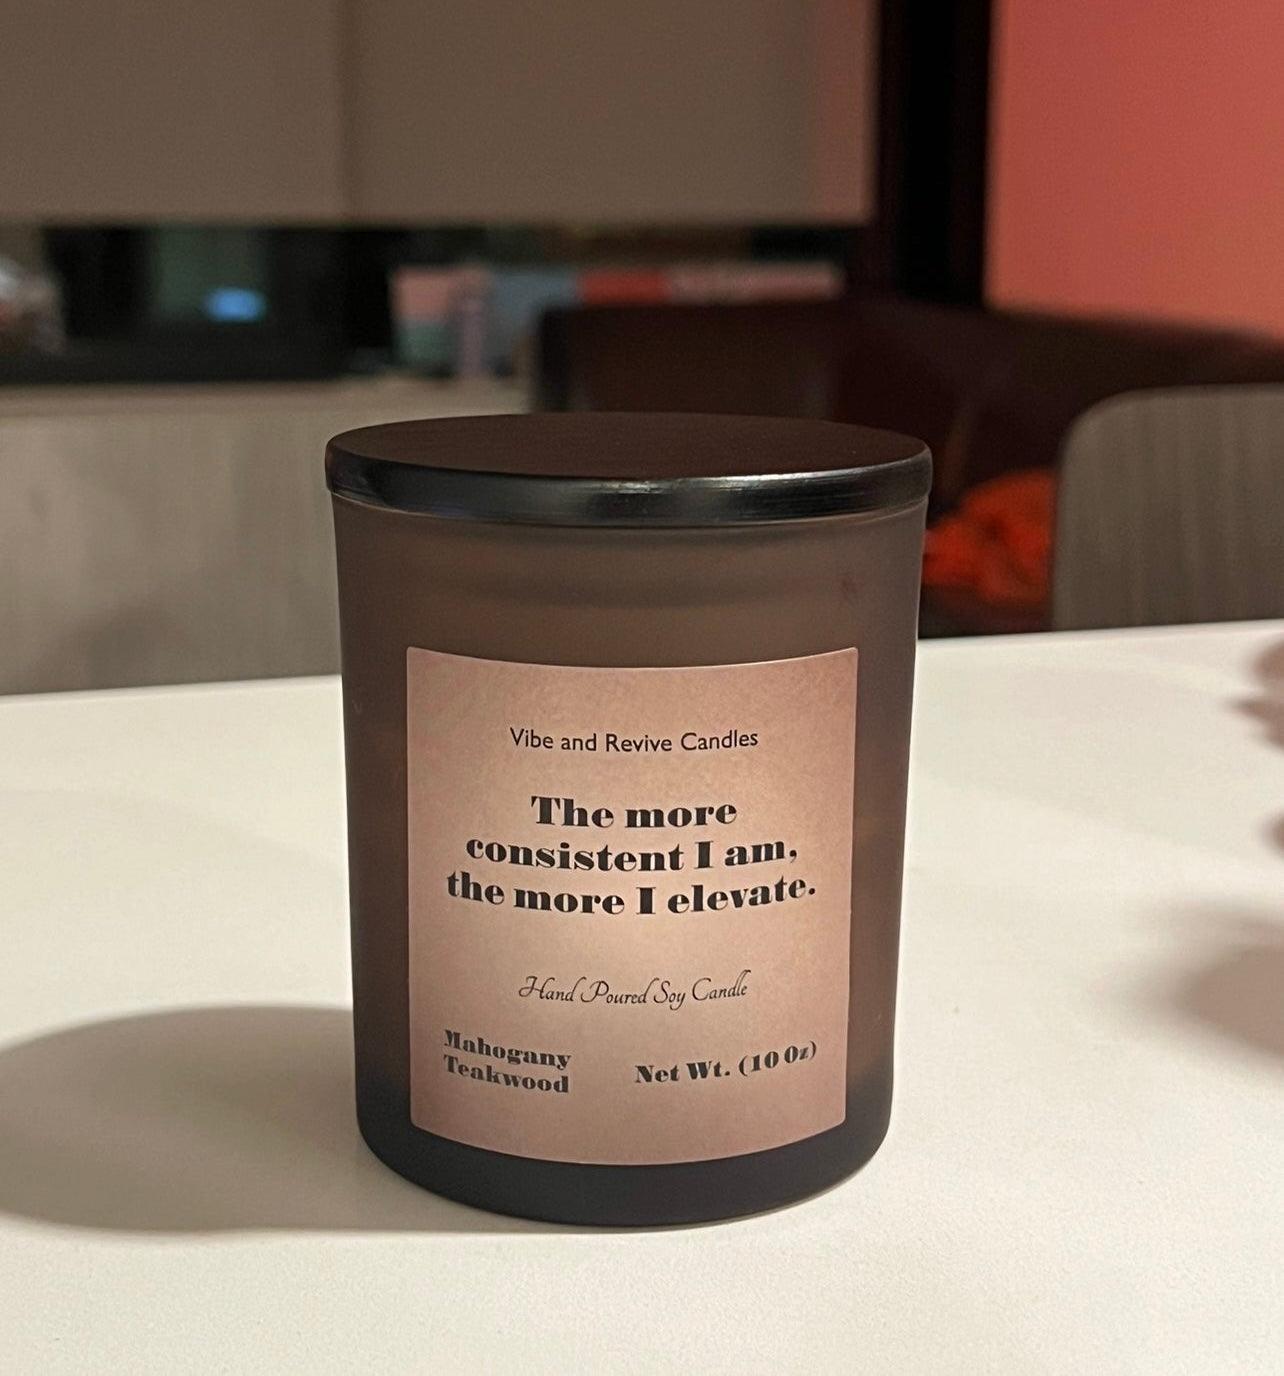 Vibe and Revive Candles
The more
consistent I am,
the more I elevate.
Hand Poured Soy Candle
Mahogany
Teakwood
Net Wt. (10 Oz)